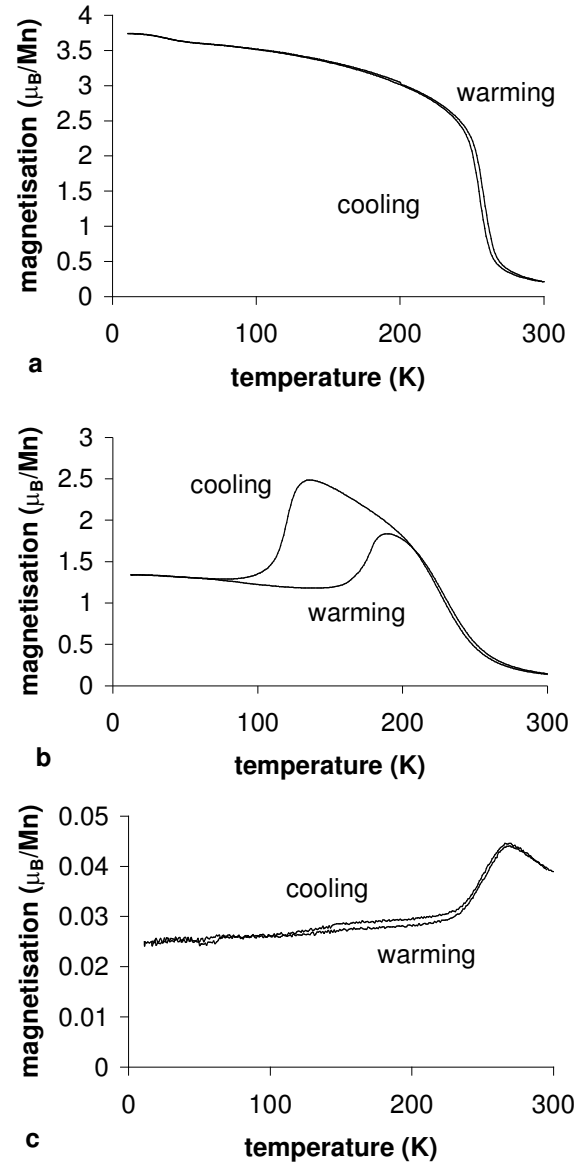 4
3.5
3
2.5
2
1.5
1
0.5
0
magnetisation (μB/Mn)
warming
cooling
0 100 200 300
temperature (K)
a
3
2.5
2
1.5
1
0.5
0
magnetisation (μB/Mn)
cooling
warming
0 100 200 300
temperature (K)
b
0.05
0.04
0.03
0.02
0.01
0
magnetisation (μB/Mn)
cooling
warming
0 100 200 300
temperature (K)
c